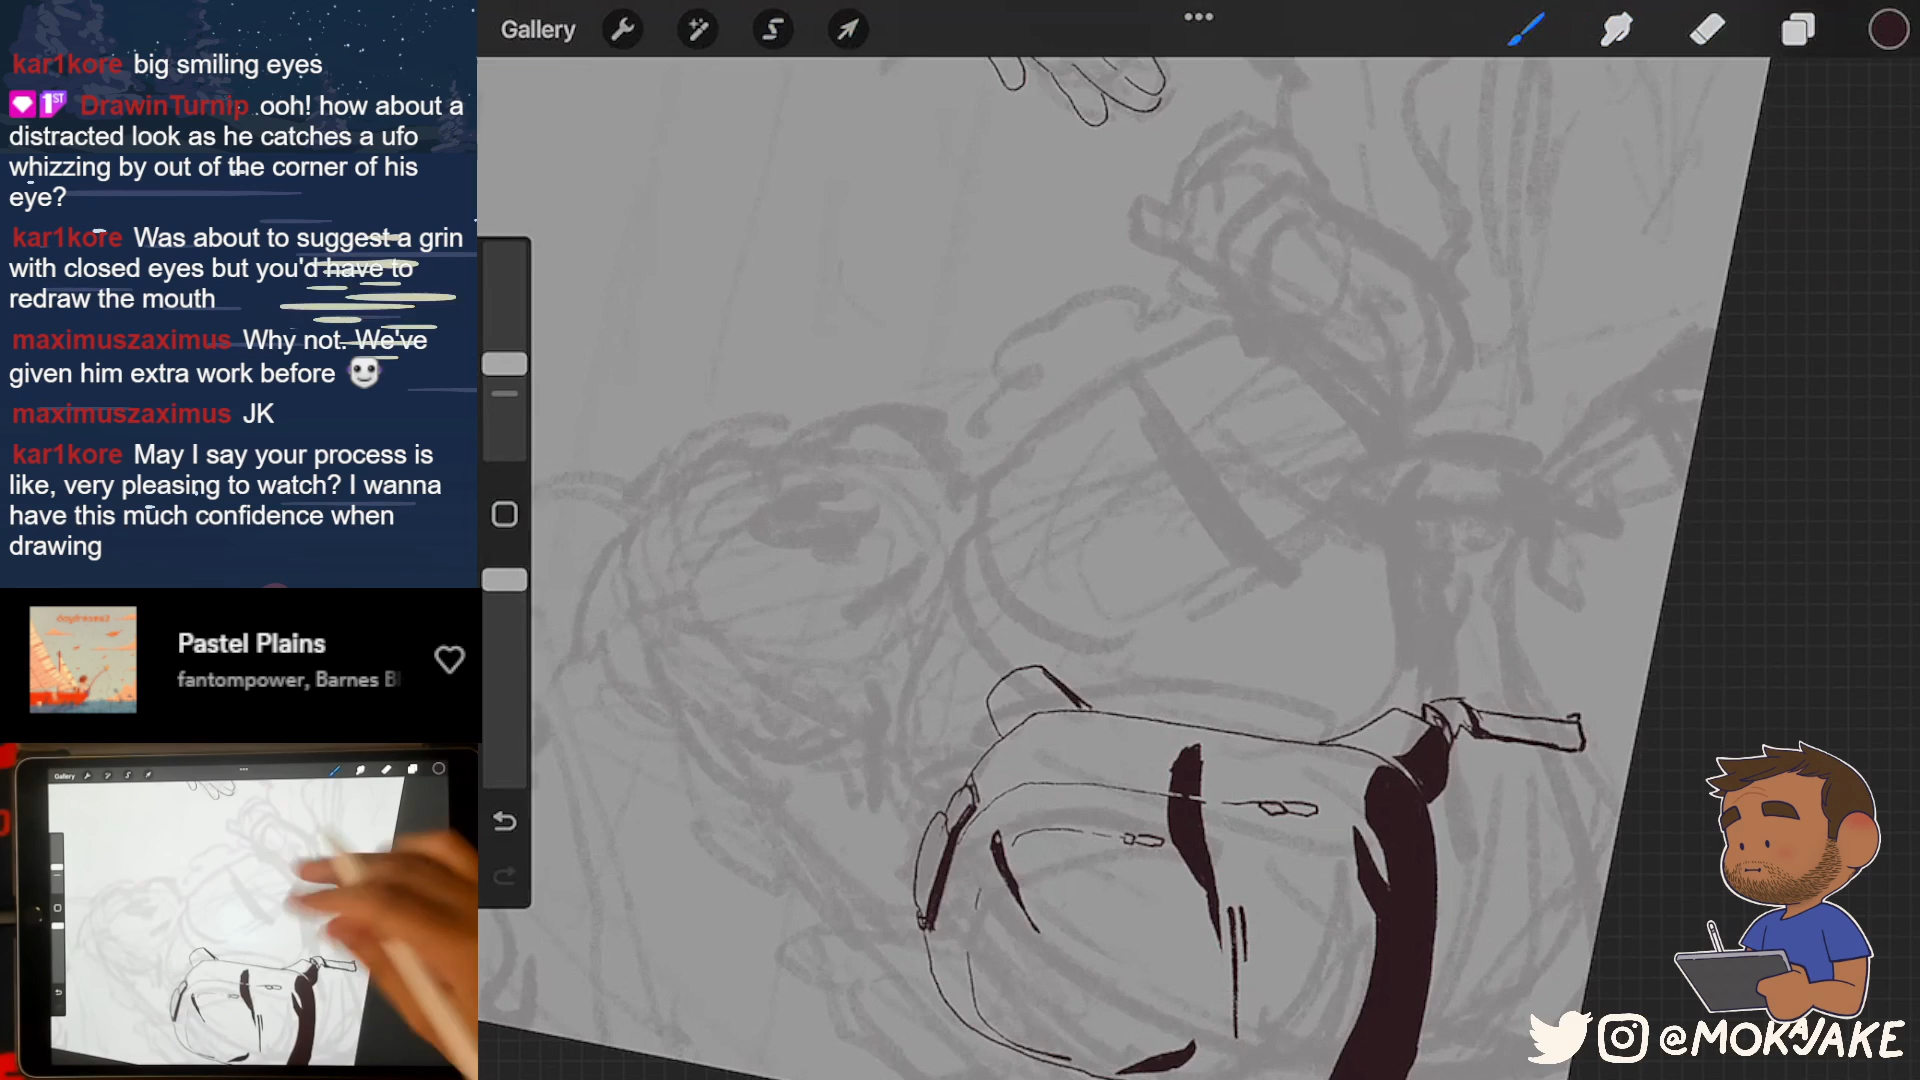 kar1kore big smiling eyes
1ST DrawinTurnip ooh! how about a
distracted look as he catches a ufo
whizzing by out of the corner of his
eye?
kar1kore Was about to suggest a grin
with closed eyes but you'd have to
redraw the mouth
maximuszaximus Why not. We've
given him extra work before
maximuszaximus JK
kar1kore May I say your process is
like, very pleasing to watch? I wanna
have this much confidence when
drawing
Pastel Plains
fantompower, Barnes Bl
Gallery
Gallery
@MOKAJAKE